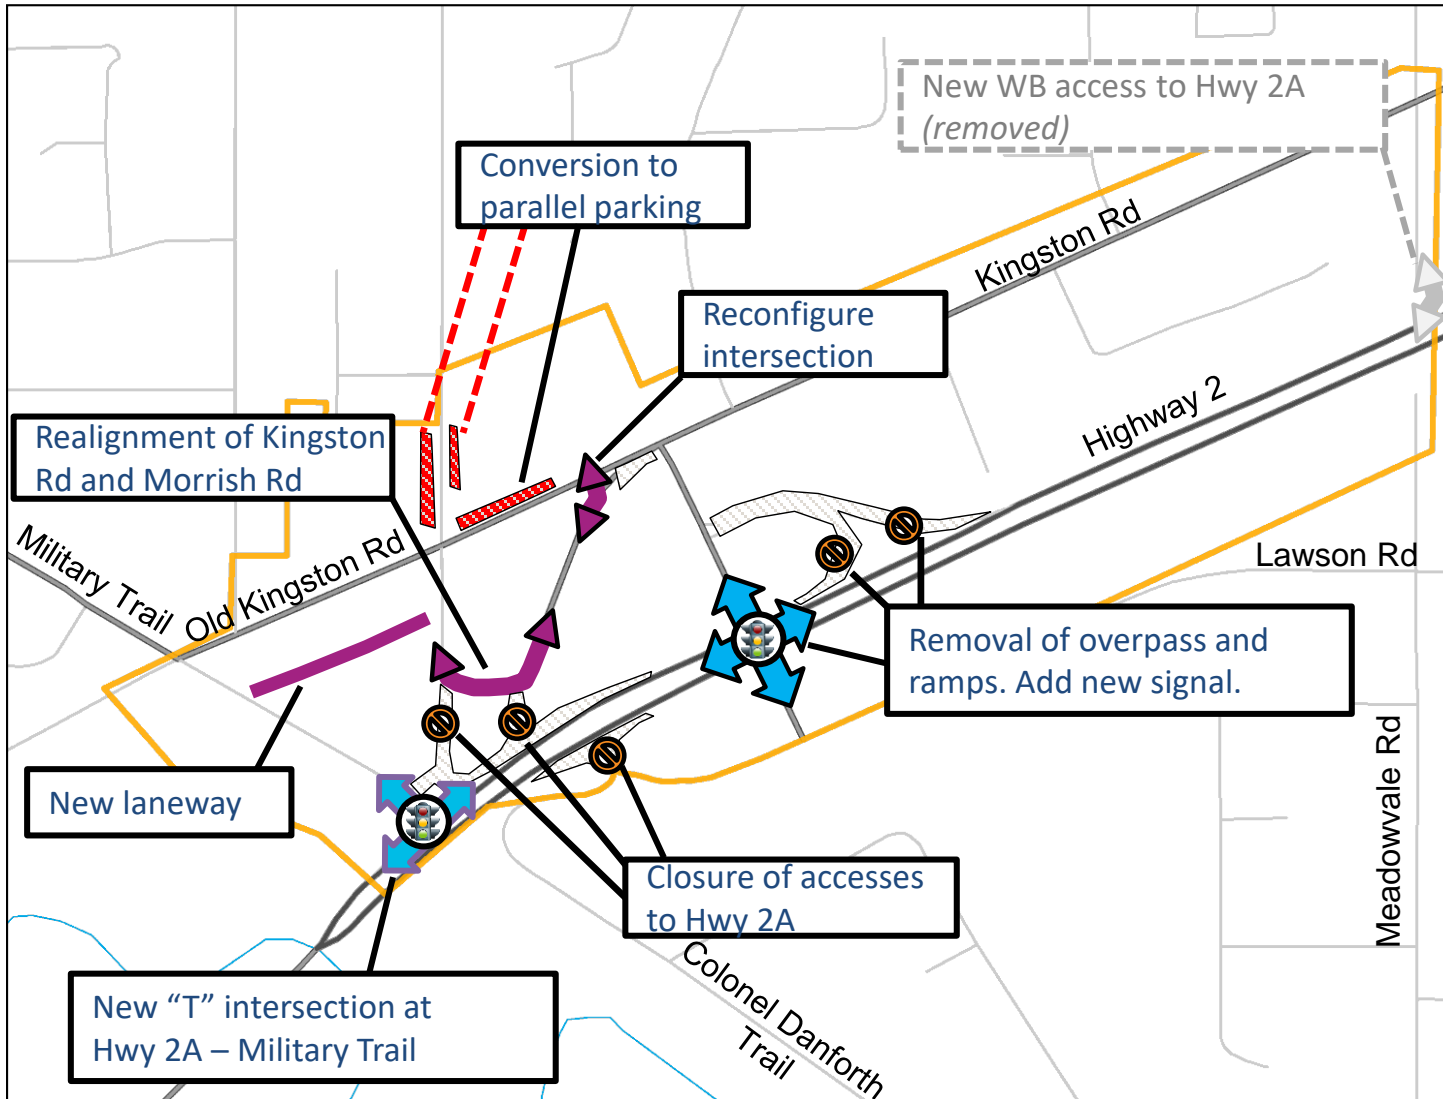 New WB access to Hwy 2A
(removed)
Conversion to
parallel parking
Kingston Rd
Reconfigure
intersection
Highway 2
Realignment of Kingston
Rd and Morrish Rd
Military Trail
Old Kingston Rd
Lawson Rd
Removal of overpass and
ramps. Add new signal.
Meadowvale Rd
New laneway
Closure of accesses
to Hwy 2A
Colonel Danforth
Trail
New “T” intersection at
Hwy 2A – Military Trail